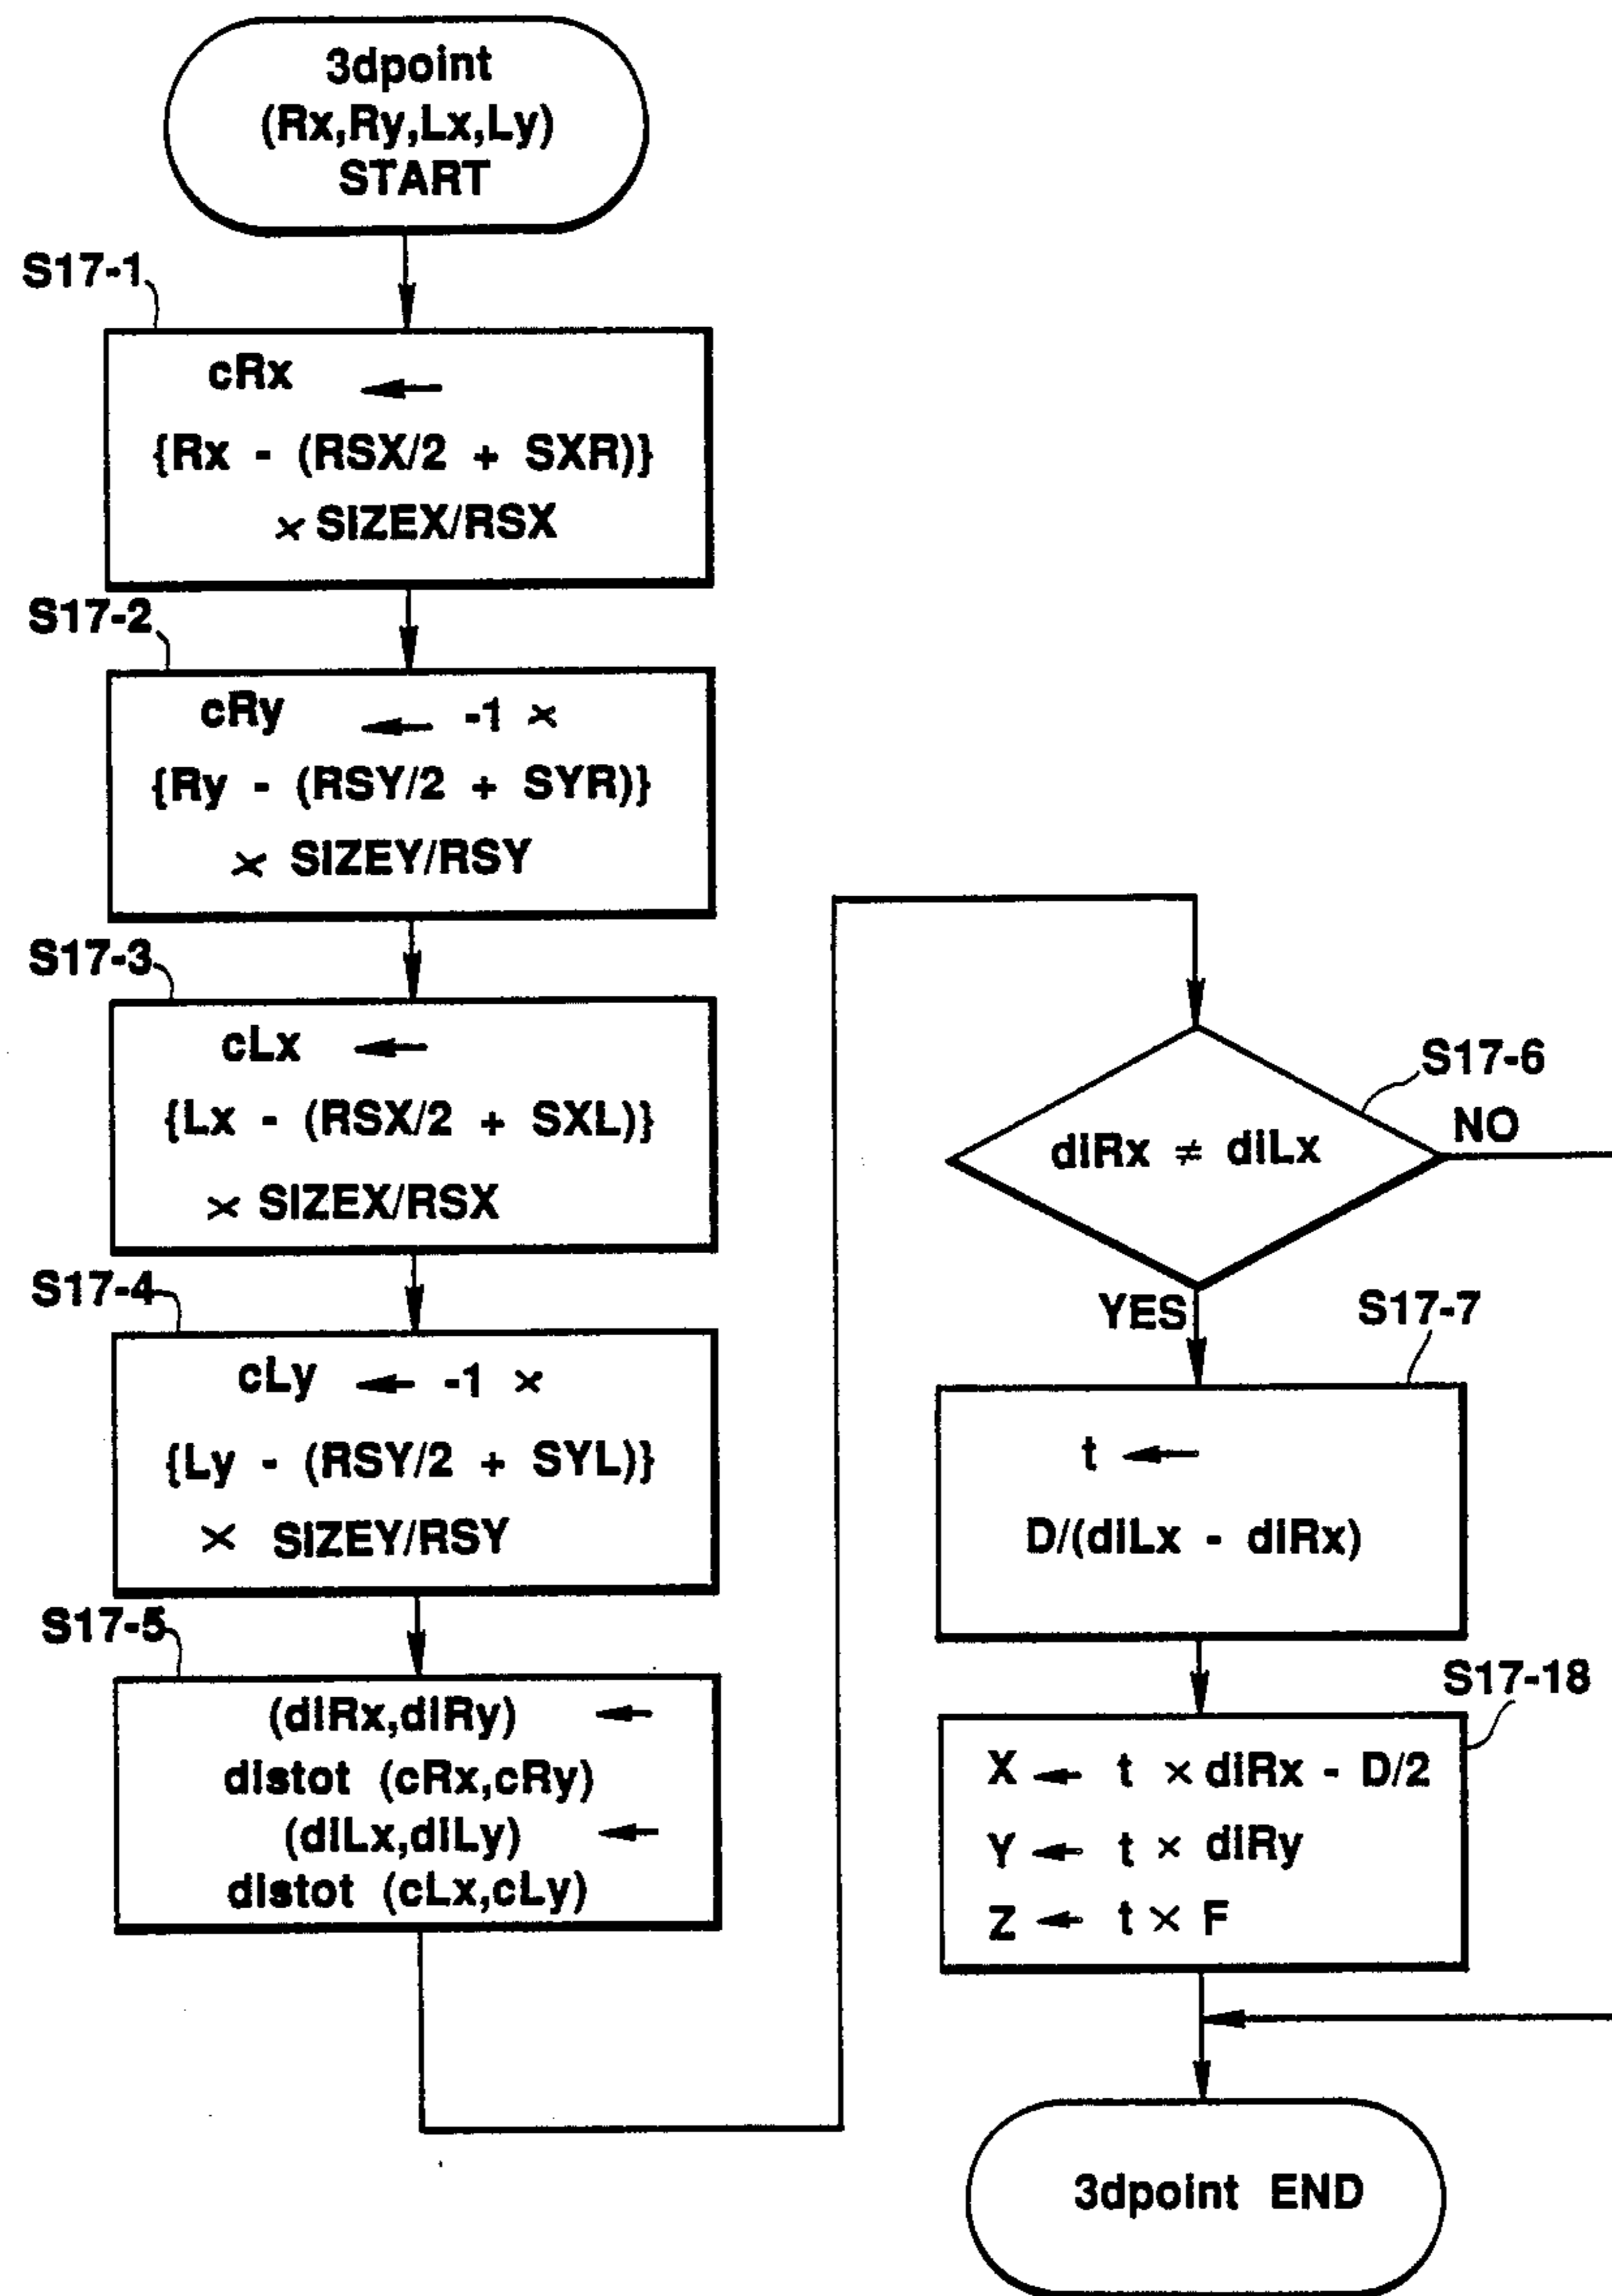 3dpoint
(Rx,Ry,Lx,Ly)
START
S17-1
cRx ←
{Rx - (RSX/2 + SXR)}
× SIZEX/RSX
S17-2
cRy ← -1 ×
{Ry - (RSY/2 + SYR)}
× SIZEY/RSY
S17-3
cLx ←
{Lx - (RSX/2 + SXL)}
× SIZEX/RSX
S17-4
cLy ← -1 ×
{Ly - (RSY/2 + SYL)}
× SIZEY/RSY
S17-5
(diRx,diRy) ←
distot (cRx,cRy)
(diLx,diLy) ←
distot (cLx,cLy)
S17-6
diRx ≠ diLx
NO
YES
S17-7
t ←
D/(diLx - diRx)
S17-18
X ← t × diRx - D/2
Y ← t × diRy
Z ← t × F
3dpoint END